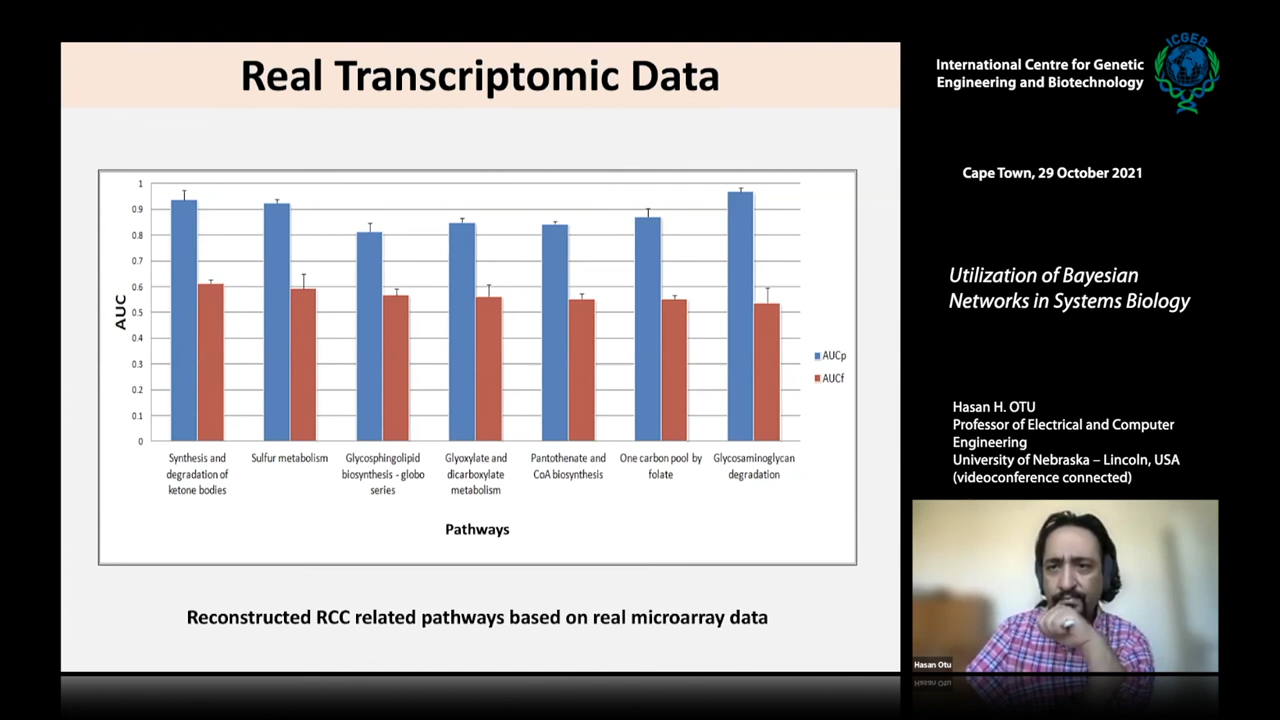 Real Transcriptomic Data
1
0.9
0.8
0.7
0.6
0.5
0.4
0.3
0.2
0.1
0
AUC
AUCp
AUCf
Synthesis and
degradation of
ketone bodies
Sulfur metabolism
Glycosphingolipid
biosynthesis - globo
series
Glyoxylate and
dicarboxylate
metabolism
Pantothenate and
CoA biosynthesis
One carbon pool by
folate
Glycosaminoglycan
degradation
Pathways
Reconstructed RCC related pathways based on real microarray data
International Centre for Genetic
Engineering and Biotechnology
ICGEB
Cape Town, 29 October 2021
Utilization of Bayesian
Networks in Systems Biology
Hasan H. OTU
Professor of Electrical and Computer
Engineering
University of Nebraska – Lincoln, USA
(videoconference connected)
Hasan Otu